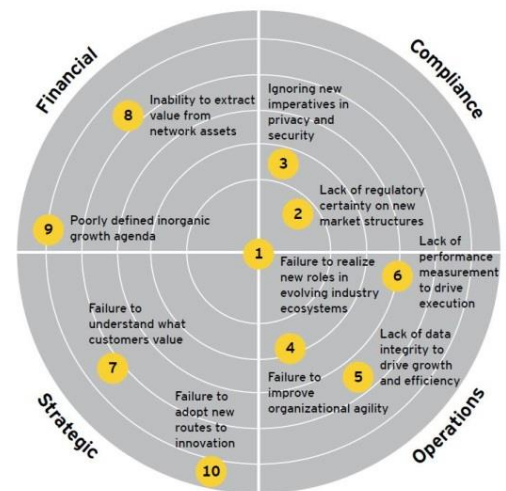 Financial
Compliance
8
Inability to extract
value from
network assets
Ignoring new
imperatives in
privacy and
security
3
Lack of regulatory
certainty on new
market structures
2
9
Poorly defined inorganic
growth agenda
1
Failure to realize
new roles in
evolving industry
ecosystems
Lack of
performance
measurement
to drive
execution
6
Failure to
understand what
customers value
7
4
Failure to
improve
organizational agility
Lack of data
integrity to
drive growth
and efficiency
5
Failure to
adopt new
routes to
innovation
10
Strategic
Operations